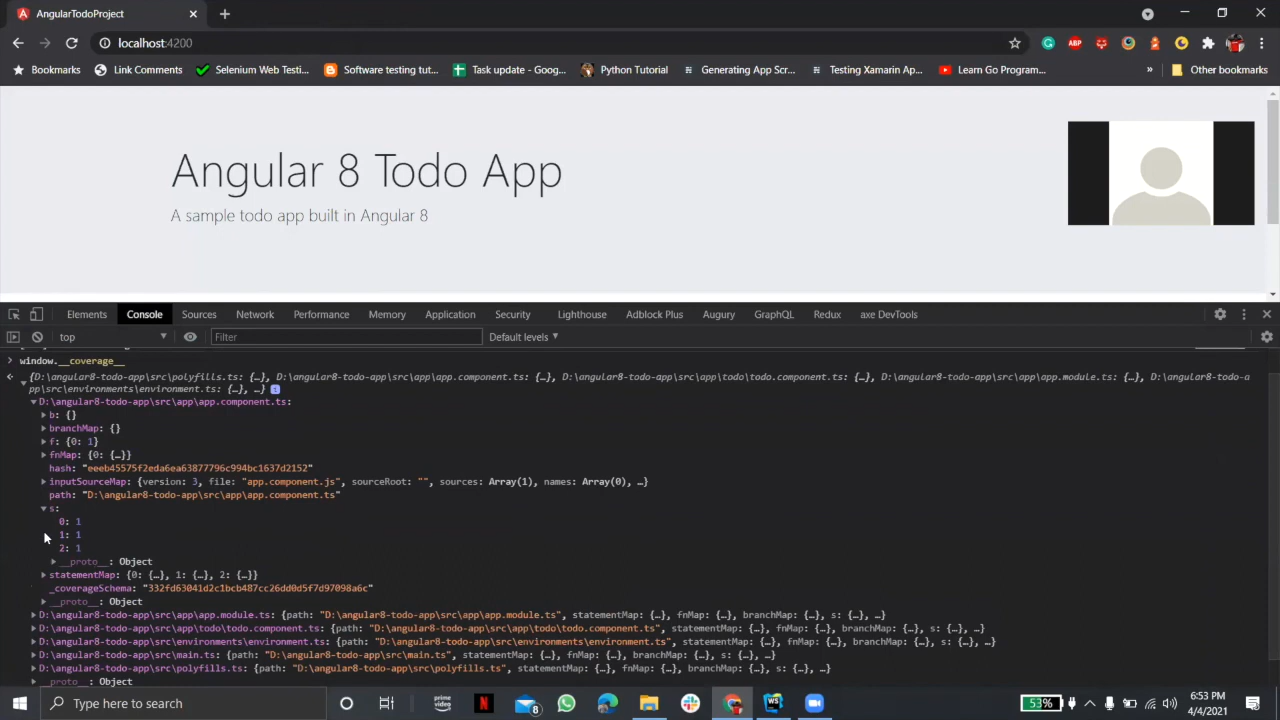 AngularTodoProject
localhost:4200
Bookmarks Link Comments Selenium Web Testi... Software testing tut... Task update - Goog... Python Tutorial Generating App Scr... Testing Xamarin Ap... Learn Go Program... » Other bookmarks
ABP
Angular 8 Todo App
A sample todo app built in Angular 8
Elements Console Sources Network Performance Memory Application Security Lighthouse Adblock Plus Augury GraphQL Redux axe DevTools
top Filter Default levels
window.__coverage__
{D:\angular8-todo-app\src\polyfills.ts: {…}, D:\angular8-todo-app\src\app\app.component.ts: {…}, D:\angular8-todo-app\src\app\todo\todo.component.ts: {…}, D:\angular8-todo-app\src\app\app.module.ts: {…}, D:\angular8-todo-a
pp\src\environments\environment.ts: {…}, …}
D:\angular8-todo-app\src\app\app.component.ts:
b: {}
branchMap: {}
f: {0: 1}
fnMap: {0: {…}}
hash: "eeeb45575f2eda6ea63877796c994bc1637d2152"
inputSourceMap: {version: 3, file: "app.component.js", sourceRoot: "", sources: Array(1), names: Array(0), …}
path: "D:\angular8-todo-app\src\app\app.component.ts"
s:
0: 1
1: 1
2: 1
__proto__: Object
statementMap: {0: {…}, 1: {…}, 2: {…}}
_coverageSchema: "332fd63041d2c1bcb487cc26dd0d5f7d97098a6c"
__proto__: Object
D:\angular8-todo-app\src\app\app.module.ts: {path: "D:\angular8-todo-app\src\app\app.module.ts", statementMap: {…}, fnMap: {…}, branchMap: {…}, s: {…}, …}
D:\angular8-todo-app\src\app\todo\todo.component.ts: {path: "D:\angular8-todo-app\src\app\todo\todo.component.ts", statementMap: {…}, fnMap: {…}, branchMap: {…}, s: {…}, …}
D:\angular8-todo-app\src\environments\environment.ts: {path: "D:\angular8-todo-app\src\environments\environment.ts", statementMap: {…}, fnMap: {…}, branchMap: {…}, s: {…}, …}
D:\angular8-todo-app\src\main.ts: {path: "D:\angular8-todo-app\src\main.ts", statementMap: {…}, fnMap: {…}, branchMap: {…}, s: {…}, …}
D:\angular8-todo-app\src\polyfills.ts: {path: "D:\angular8-todo-app\src\polyfills.ts", statementMap: {…}, fnMap: {…}, branchMap: {…}, s: {…}, …}
__proto__: Object
Type here to search
prime video
N
8
WS
53%
6:53 PM
4/4/2021